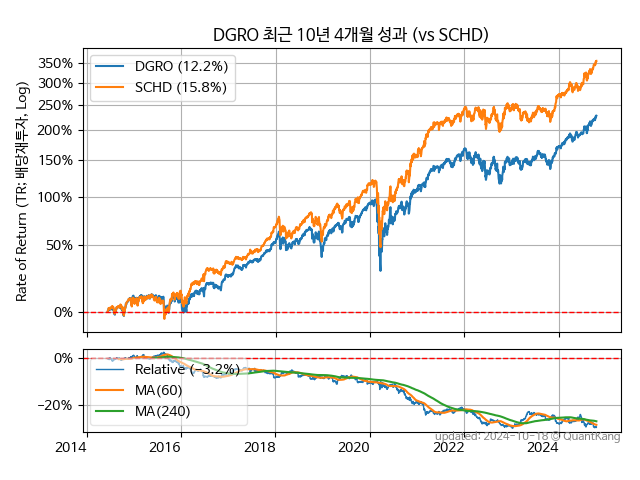 DGRO 최근 10년 4개월 성과 (vs SCHD)
Rate of Return (TR; 배당재투자, Log)
350%
300%
250%
200%
150%
100%
50%
0%
DGRO (12.2%)
SCHD (15.8%)
0%
−20%
Relative (−3.2%)
MA(60)
MA(240)
2014 2016 2018 2020 2022 2024
updated: 2024-10-18 © QuantKang